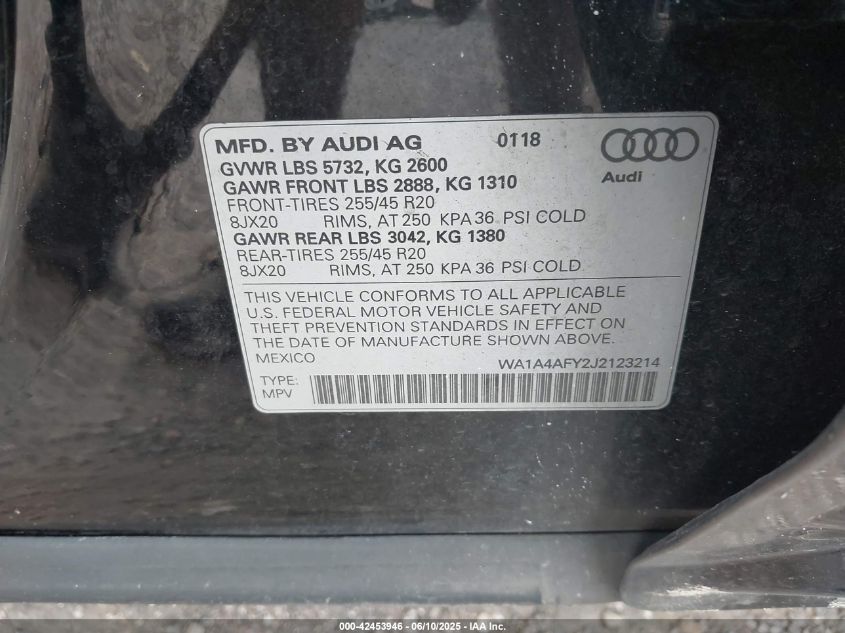 MFD. BY AUDI AG 0118
GVWR LBS 5732, KG 2600
GAWR FRONT LBS 2888, KG 1310
FRONT-TIRES 255/45 R20
8JX20 RIMS, AT 250 KPA 36 PSI COLD
GAWR REAR LBS 3042, KG 1380
REAR-TIRES 255/45 R20
8JX20 RIMS, AT 250 KPA 36 PSI COLD
Audi
THIS VEHICLE CONFORMS TO ALL APPLICABLE
U.S. FEDERAL MOTOR VEHICLE SAFETY AND
THEFT PREVENTION STANDARDS IN EFFECT ON
THE DATE OF MANUFACTURE SHOWN ABOVE.
MEXICO WA1A4AFY2J2123214
TYPE:
MPV
000-42453946 - 06/10/2025 - IAA, Inc.